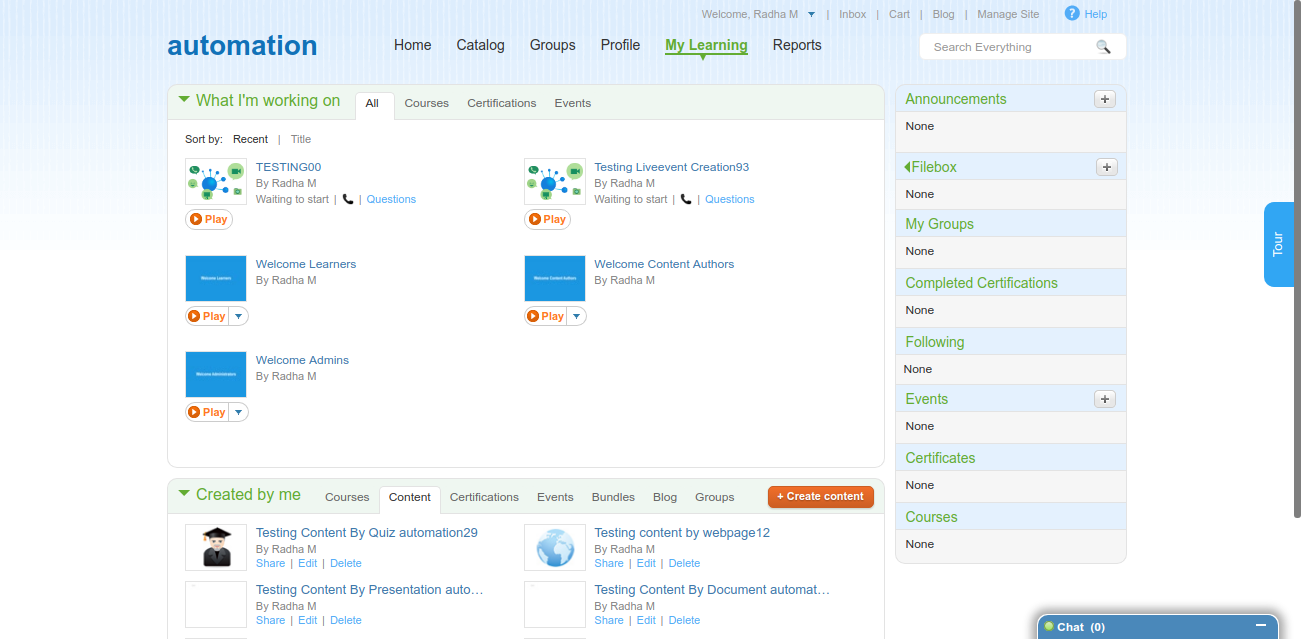 Welcome, Radha M | Inbox | Cart | Blog | Manage Site ? Help
automation
Home Catalog Groups Profile My Learning Reports
Search Everything
What I'm working on All Courses Certifications Events
Sort by: Recent | Title
TESTING00
By Radha M
Waiting to start | | Questions
Play
Testing Liveevent Creation93
By Radha M
Waiting to start | | Questions
Play
Welcome Learners
Welcome Learners
By Radha M
Play
Welcome Content Authors
Welcome Content Authors
By Radha M
Play
Welcome Administrators
Welcome Admins
By Radha M
Play
Created by me Courses Content Certifications Events Bundles Blog Groups + Create content
Testing Content By Quiz automation29
By Radha M
Share | Edit | Delete
Testing content by webpage12
By Radha M
Share | Edit | Delete
Testing Content By Presentation auto…
By Radha M
Share | Edit | Delete
Testing Content By Document automat…
By Radha M
Share | Edit | Delete
Announcements +
None
Filebox +
None
My Groups
None
Completed Certifications
None
Following
None
Events +
None
Certificates
None
Courses
None
Tour
Chat (0)